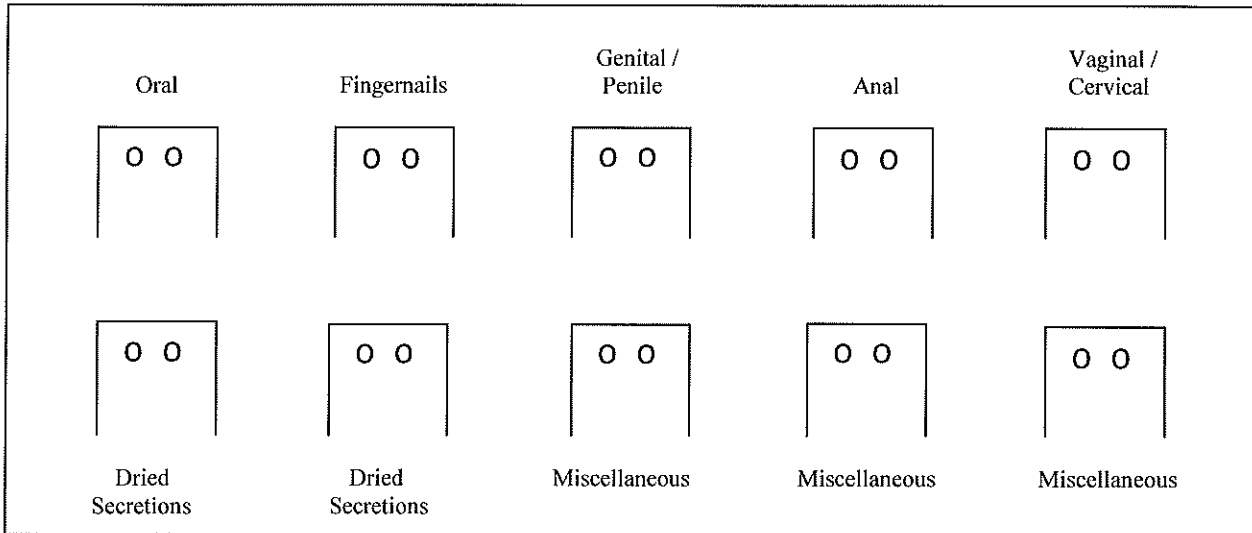 Oral
Fingernails
Genital /
Penile
Anal
Vaginal /
Cervical
O O
O O
O O
O O
O O
O O
O O
O O
O O
O O
Dried
Secretions
Dried
Secretions
Miscellaneous
Miscellaneous
Miscellaneous